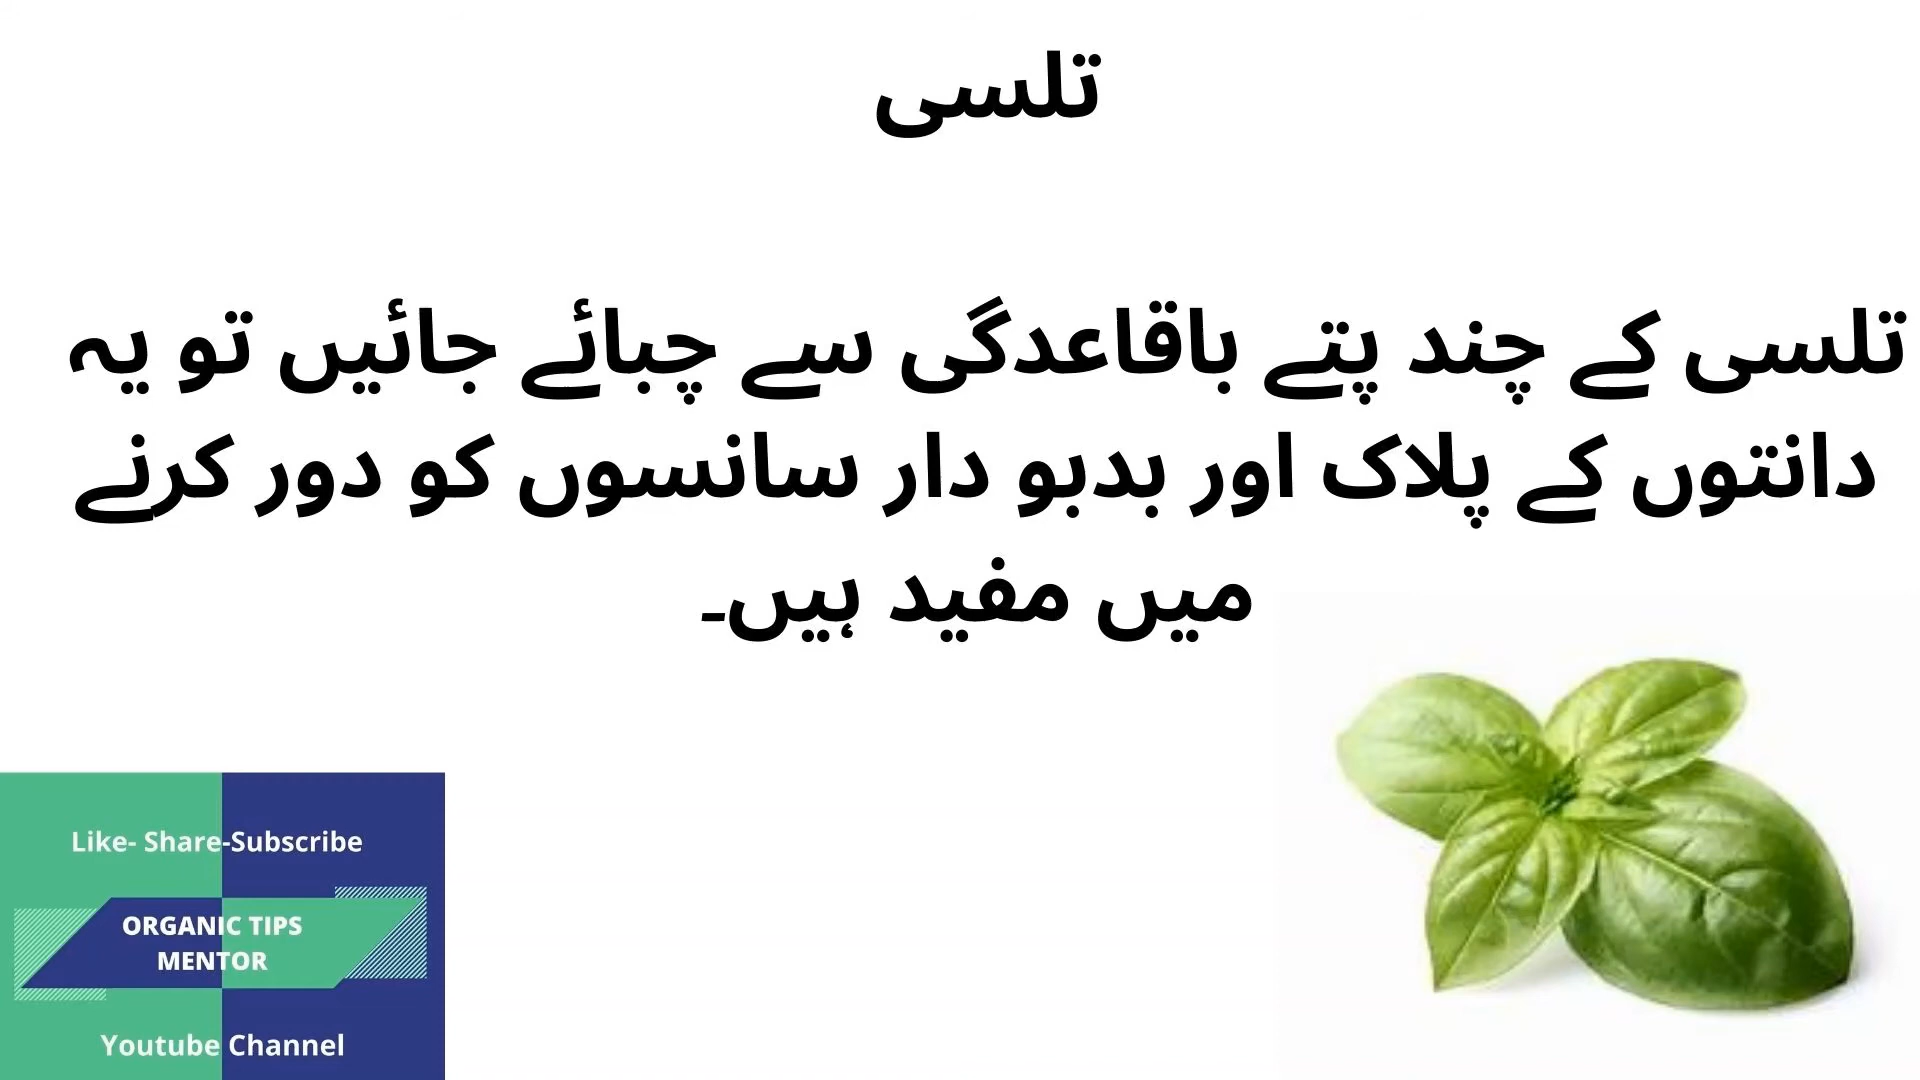 تلسی
تلسی کے چند پتے باقاعدگی سے چبائے جائیں تو یہ
دانتوں کے پلاک اور بدبو دار سانسوں کو دور کرنے
میں مفید ہیں۔
Like- Share-Subscribe
ORGANIC TIPS
MENTOR
Youtube Channel